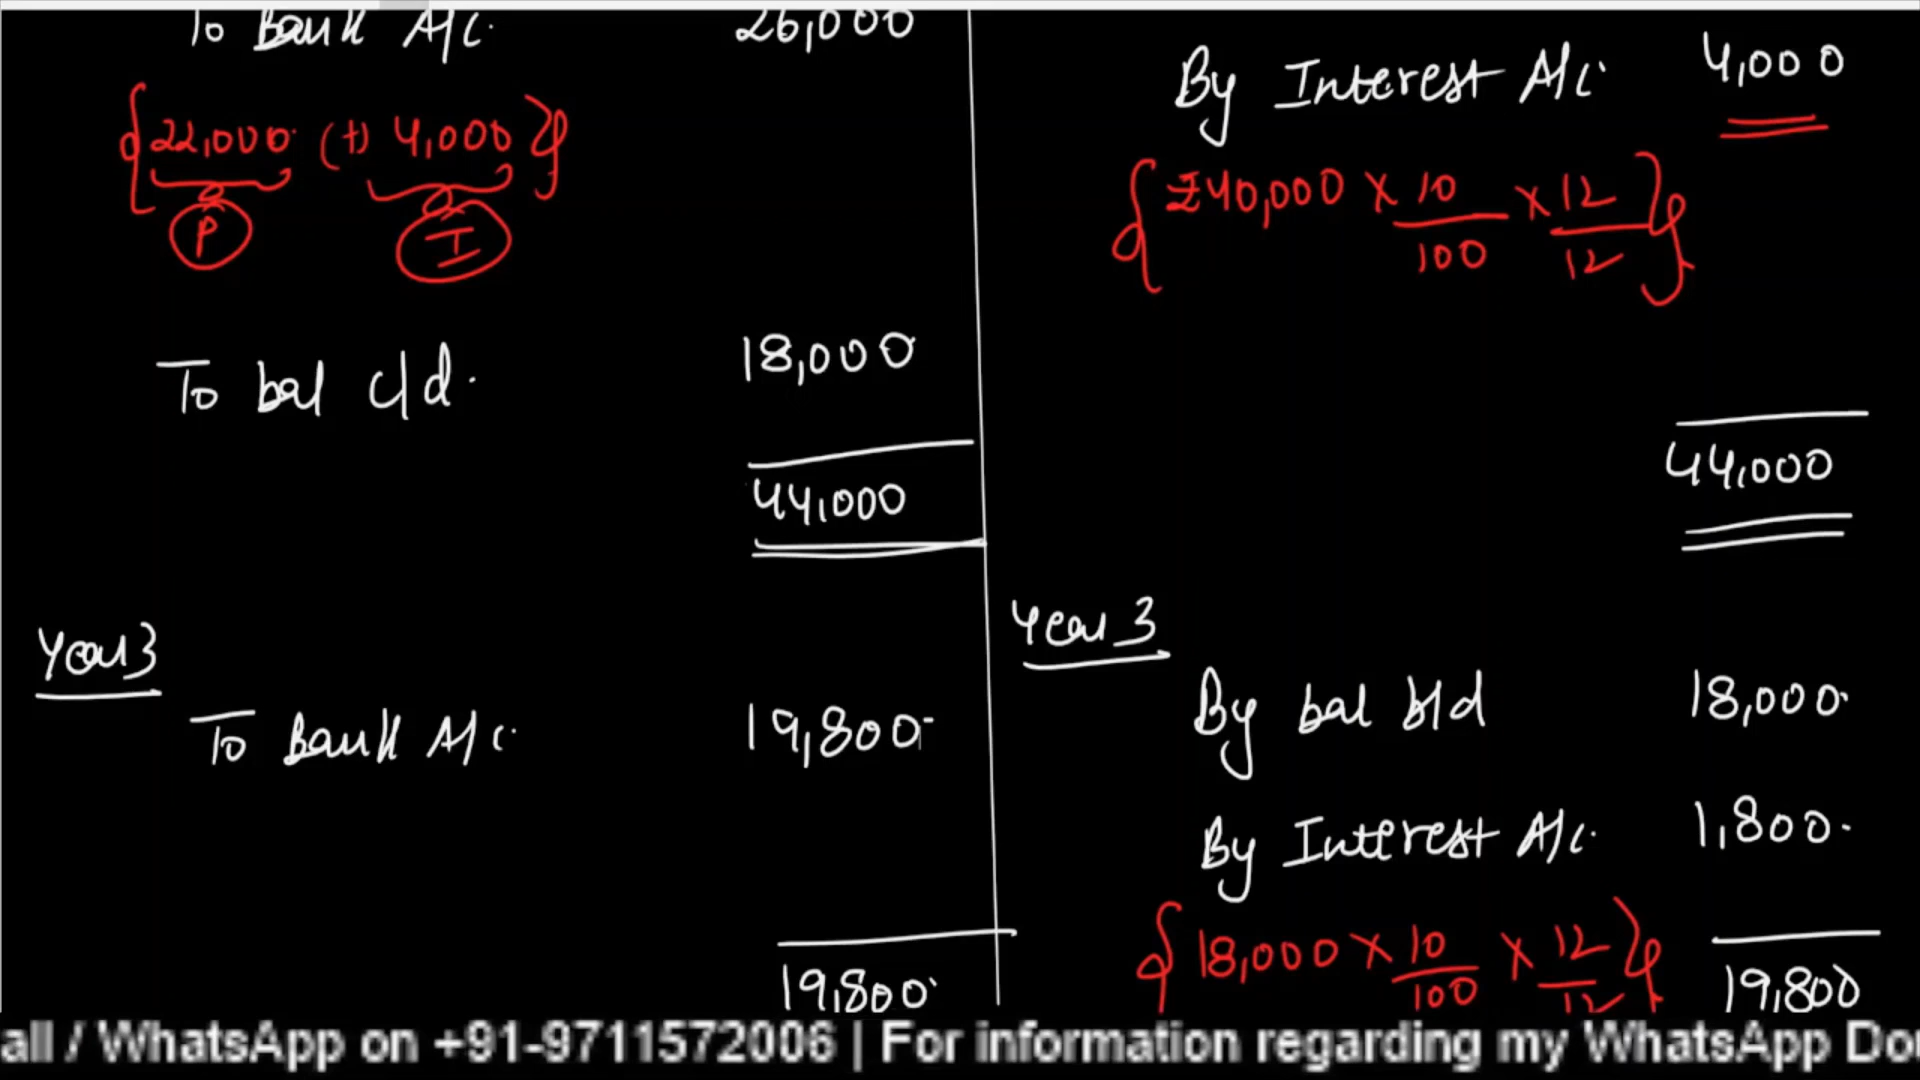 To Bank A/c. 26,000
{22,000 (+) 4,000}
P I
To bal c/d. 18,000
44,000
Year 3
To Bank A/c. 19,800
19,800
By Interest A/c. 4,000
{₹40,000 × 10/100 × 12/12}
44,000
Year 3
By bal b/d 18,000
By Interest A/c. 1,800
{18,000 × 10/100 × 12/12}
19,800
all / WhatsApp on +91-9711572006 | For information regarding my WhatsApp Do